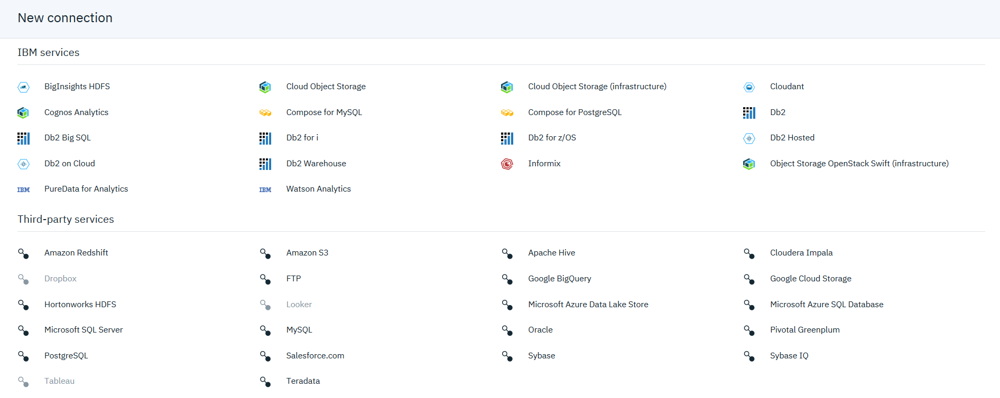 New connection
IBM services
BigInsights HDFS
Cloud Object Storage
Cloud Object Storage (infrastructure)
Cloudant
Cognos Analytics
Compose for MySQL
Compose for PostgreSQL
Db2
Db2 Big SQL
Db2 for i
Db2 for z/OS
Db2 Hosted
Db2 on Cloud
Db2 Warehouse
Informix
Object Storage OpenStack Swift (infrastructure)
IBM PureData for Analytics
IBM Watson Analytics
Third-party services
Amazon Redshift
Amazon S3
Apache Hive
Cloudera Impala
Dropbox
FTP
Google BigQuery
Google Cloud Storage
Hortonworks HDFS
Looker
Microsoft Azure Data Lake Store
Microsoft Azure SQL Database
Microsoft SQL Server
MySQL
Oracle
Pivotal Greenplum
PostgreSQL
Salesforce.com
Sybase
Sybase IQ
Tableau
Teradata